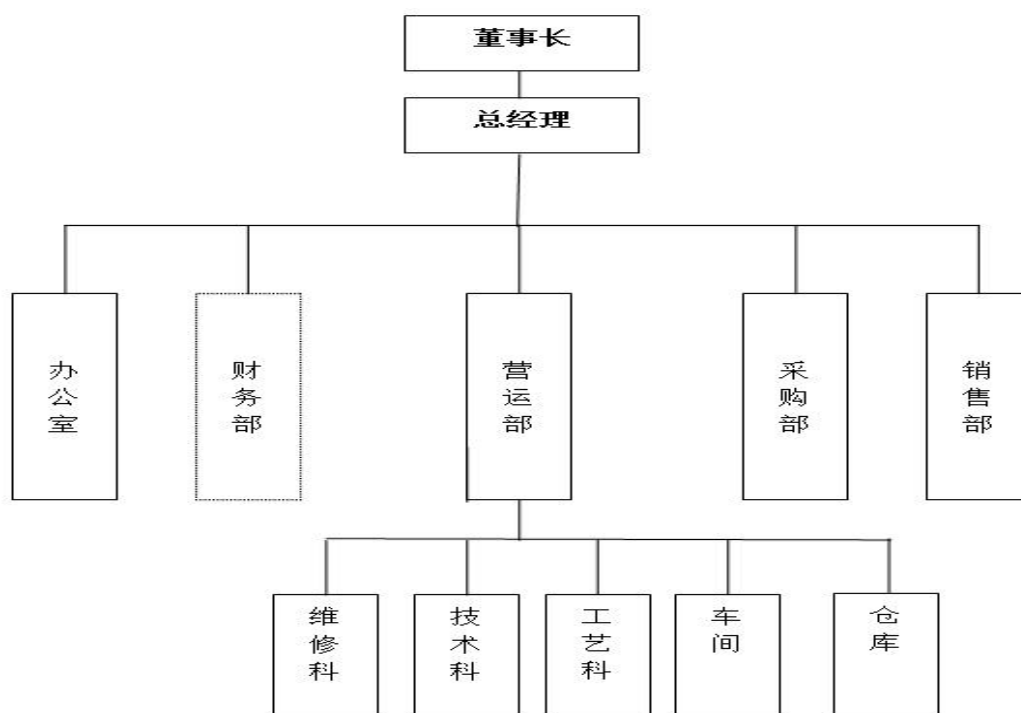 董事长
总经理
办公室
财务部
营运部
采购部
销售部
维修科
技术科
工艺科
车间
仓库